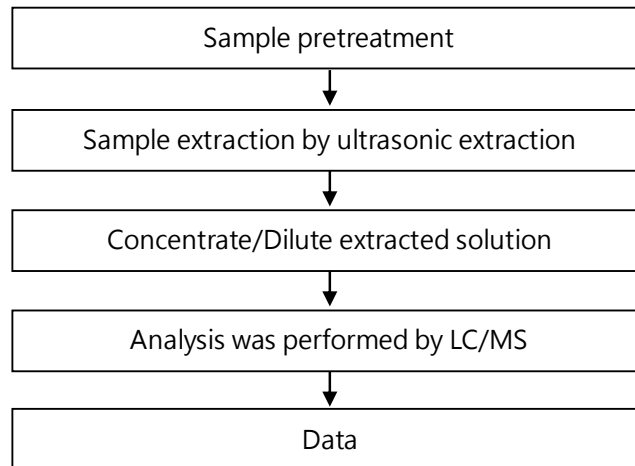 Sample pretreatment
Sample extraction by ultrasonic extraction
Concentrate/Dilute extracted solution
Analysis was performed by LC/MS
Data